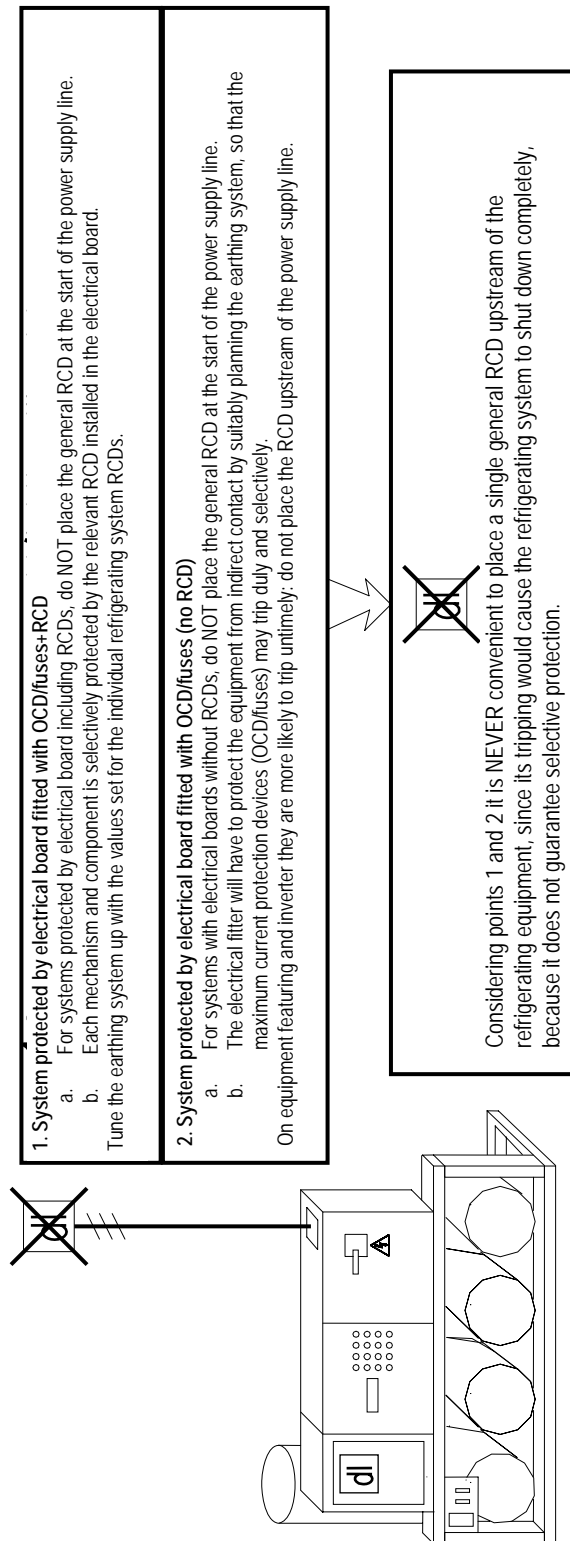 1. System protected by electrical board fitted with OCD/fuses+RCD
a. For systems protected by electrical board including RCDs, do NOT place the general RCD at the start of the power supply line.
b. Each mechanism and component is selectively protected by the relevant RCD installed in the electrical board.
Tune the earthing system up with the values set for the individual refrigerating system RCDs.
2. System protected by electrical board fitted with OCD/fuses (no RCD)
a. For systems with electrical boards without RCDs, do NOT place the general RCD at the start of the power supply line.
b. The electrical fitter will have to protect the equipment from indirect contact by suitably planning the earthing system, so that the
maximum current protection devices (OCD/fuses) may trip duly and selectively.
On equipment featuring and inverter they are more likely to trip untimely: do not place the RCD upstream of the power supply line.
dI
dI
dI
Considering points 1 and 2 it is NEVER convenient to place a single general RCD upstream of the
refrigerating equipment, since its tripping would cause the refrigerating system to shut down completely,
because it does not guarantee selective protection.